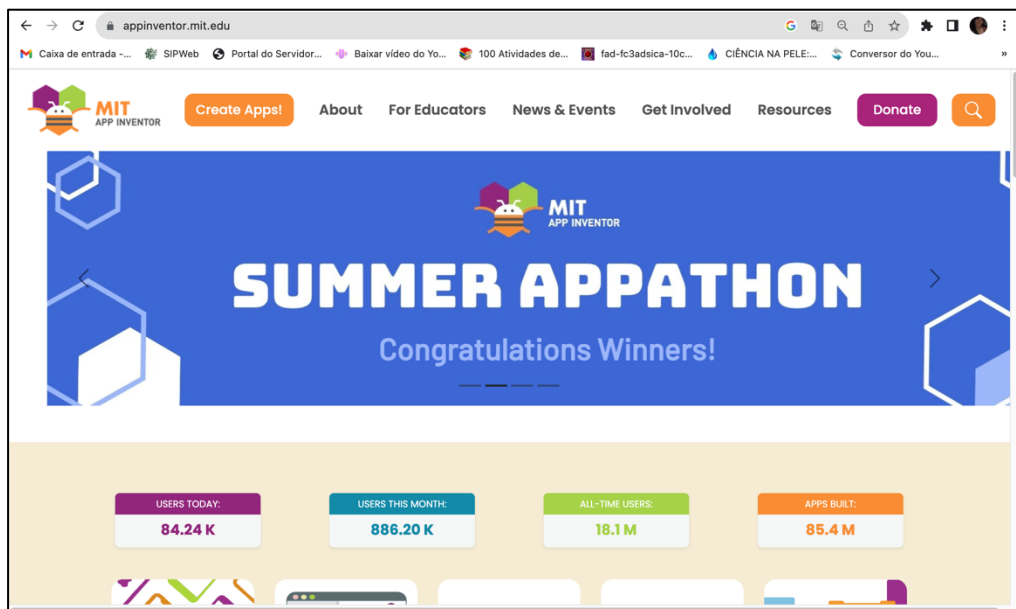 appinventor.mit.edu
Caixa de entrada -... SIPWeb Portal do Servidor... Baixar vídeo do Yo... 100 Atividades de... fad-fc3adsica-10c... CIÊNCIA NA PELE:... Conversor do You... »
MIT
APP INVENTOR
Create Apps! About For Educators News & Events Get Involved Resources Donate
MIT
APP INVENTOR
SUMMER APPATHON
Congratulations Winners!
USERS TODAY: USERS THIS MONTH: ALL-TIME USERS: APPS BUILT:
84.24 K 886.20 K 18.1 M 85.4 M